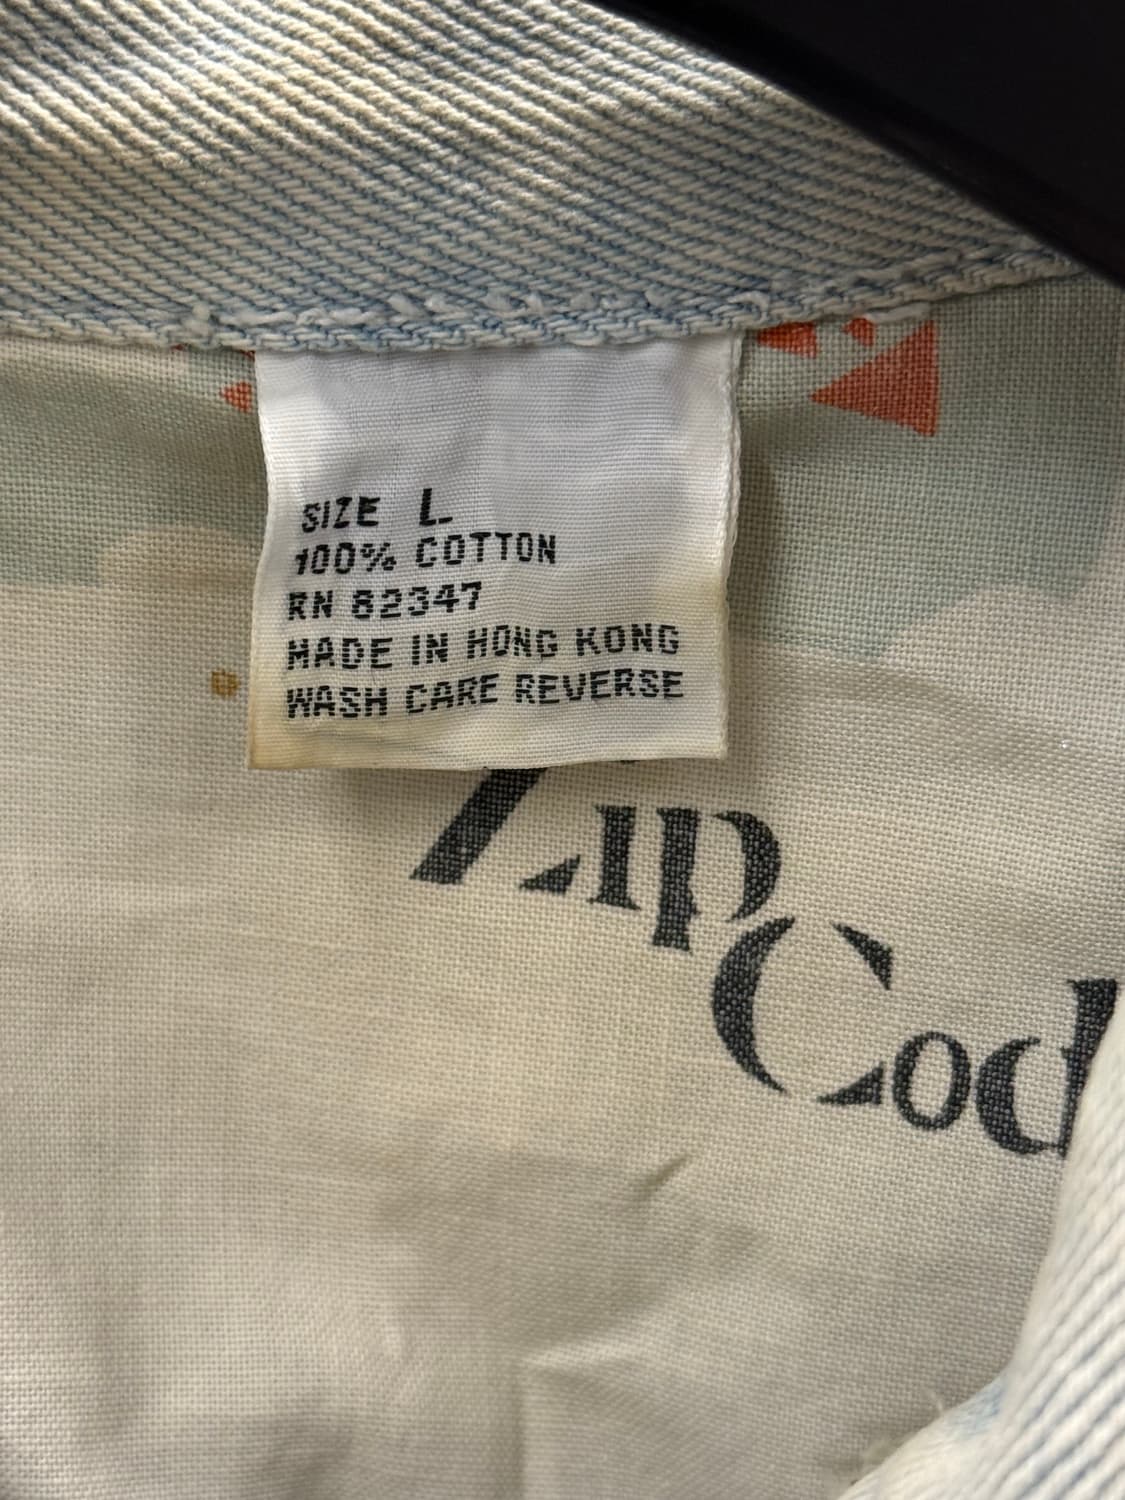 SIZE L
100% COTTON
RN 82347
MADE IN HONG KONG
WASH CARE REVERSE
Zip
Cod